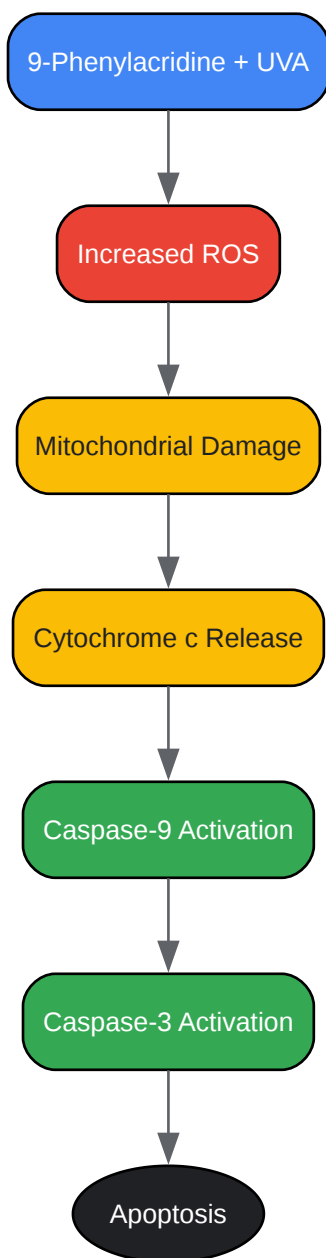 9-Phenylacridine + UVA
Increased ROS
Mitochondrial Damage
Cytochrome c Release
Caspase-9 Activation
Caspase-3 Activation
Apoptosis